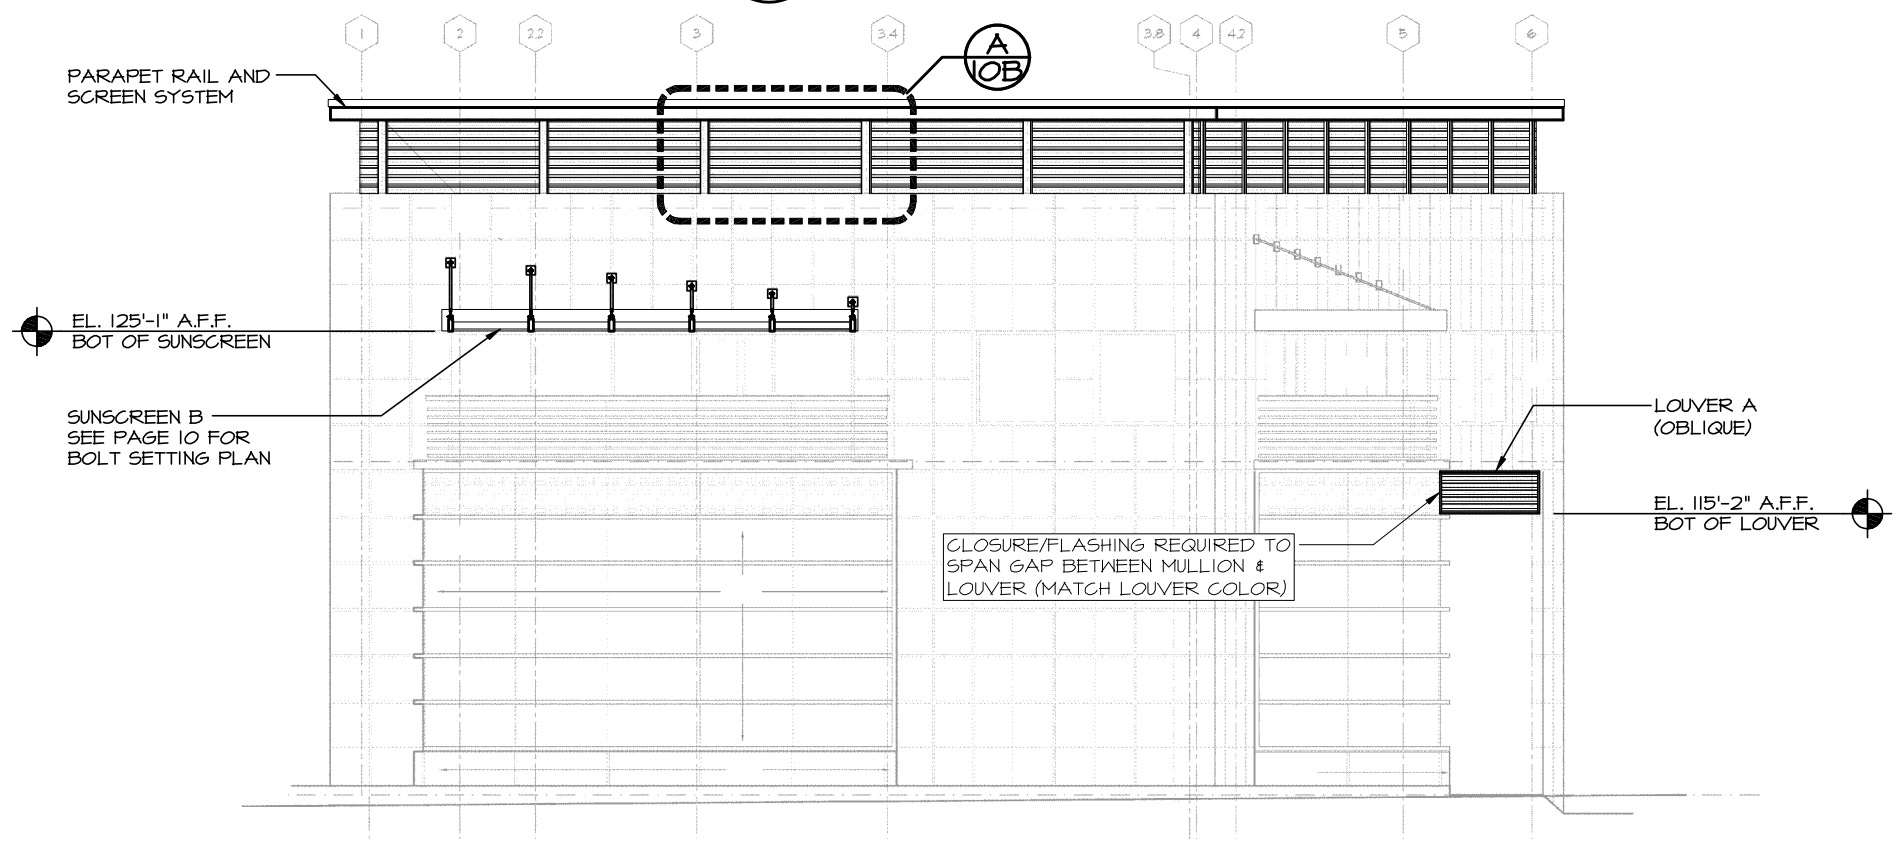 1
2
2.2
3
3.4
3.8
4
4.2
5
6
A
10B
PARAPET RAIL AND
SCREEN SYSTEM
EL. 125'-1" A.F.F.
BOT OF SUNSCREEN
SUNSCREEN B
SEE PAGE 10 FOR
BOLT SETTING PLAN
LOUVER A
(OBLIQUE)
EL. 115'-2" A.F.F.
BOT OF LOUVER
CLOSURE/FLASHING REQUIRED TO
SPAN GAP BETWEEN MULLION &
LOUVER (MATCH LOUVER COLOR)